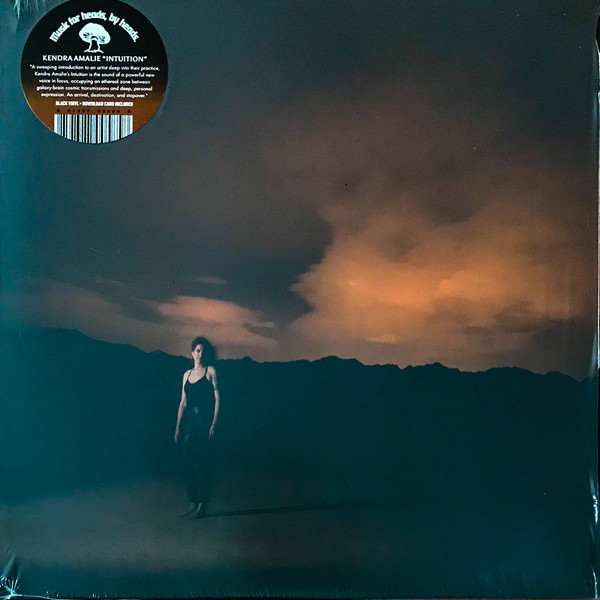 Music for heads, by heads.
KENDRA AMALIE "INTUITION"
"A sweeping introduction to an artist deep into their practice,
Kendra Amalie's Intuition is the sound of a powerful new
voice in focus, occupying an ethereal zone between
galaxy-brain cosmic transmissions and deep, personal
expression. An arrival, destination, and stopover."
BLACK VINYL + DOWNLOAD CARD INCLUDED